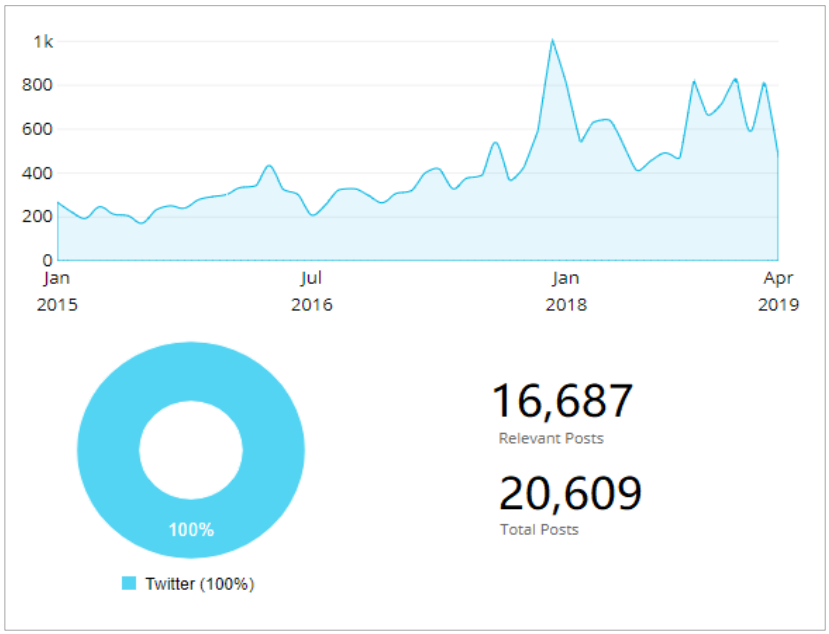 1k
800
600
400
200
0
Jan Jul Jan Apr
2015 2016 2018 2019
16,687
Relevant Posts
20,609
Total Posts
100%
Twitter (100%)